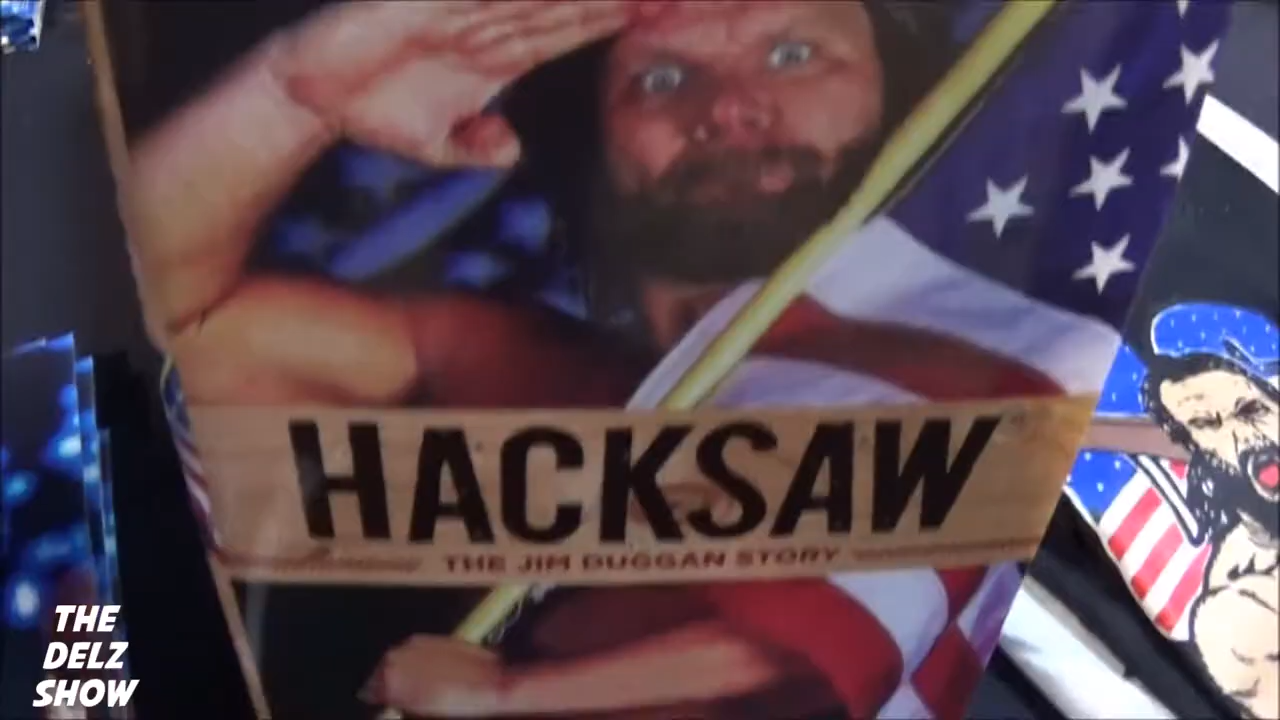 HACKSAW
THE JIM DUGGAN STORY
THE
DELZ
SHOW